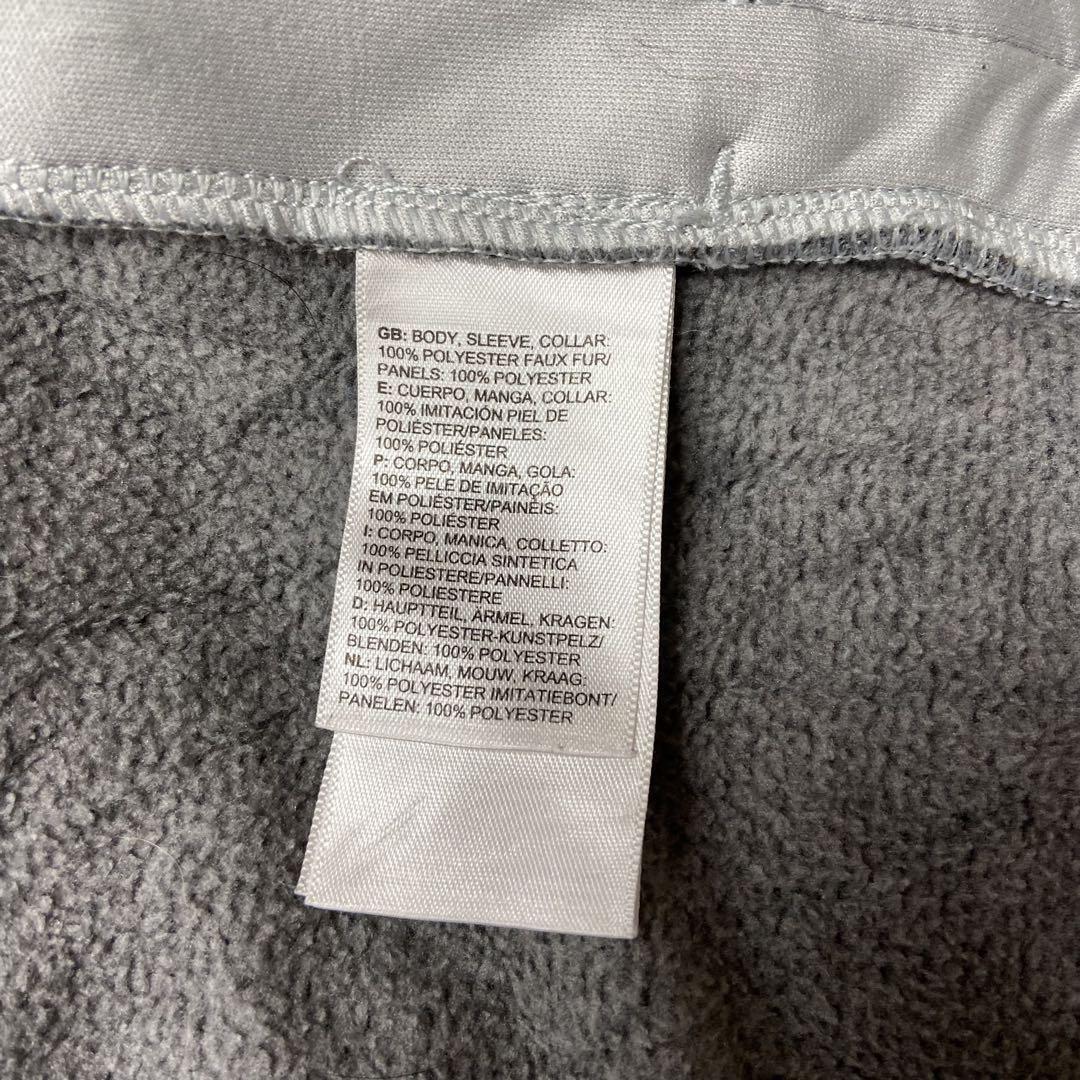 GB: BODY, SLEEVE, COLLAR:
100% POLYESTER FAUX FUR/
PANELS: 100% POLYESTER
E: CUERPO, MANGA, COLLAR:
100% IMITACIÓN PIEL DE
POLIÉSTER/PANELES:
100% POLIÉSTER
P: CORPO, MANGA, GOLA:
100% PELE DE IMITAÇÃO
EM POLIÉSTER/PAINÉIS:
100% POLIÉSTER
I: CORPO, MANICA, COLLETTO:
100% PELLICCIA SINTETICA
IN POLIESTERE/PANNELLI:
100% POLIESTERE
D: HAUPTTEIL, ÄRMEL, KRAGEN:
100% POLYESTER-KUNSTPELZ/
BLENDEN: 100% POLYESTER
NL: LICHAAM, MOUW, KRAAG:
100% POLYESTER IMITATIEBONT/
PANELEN: 100% POLYESTER